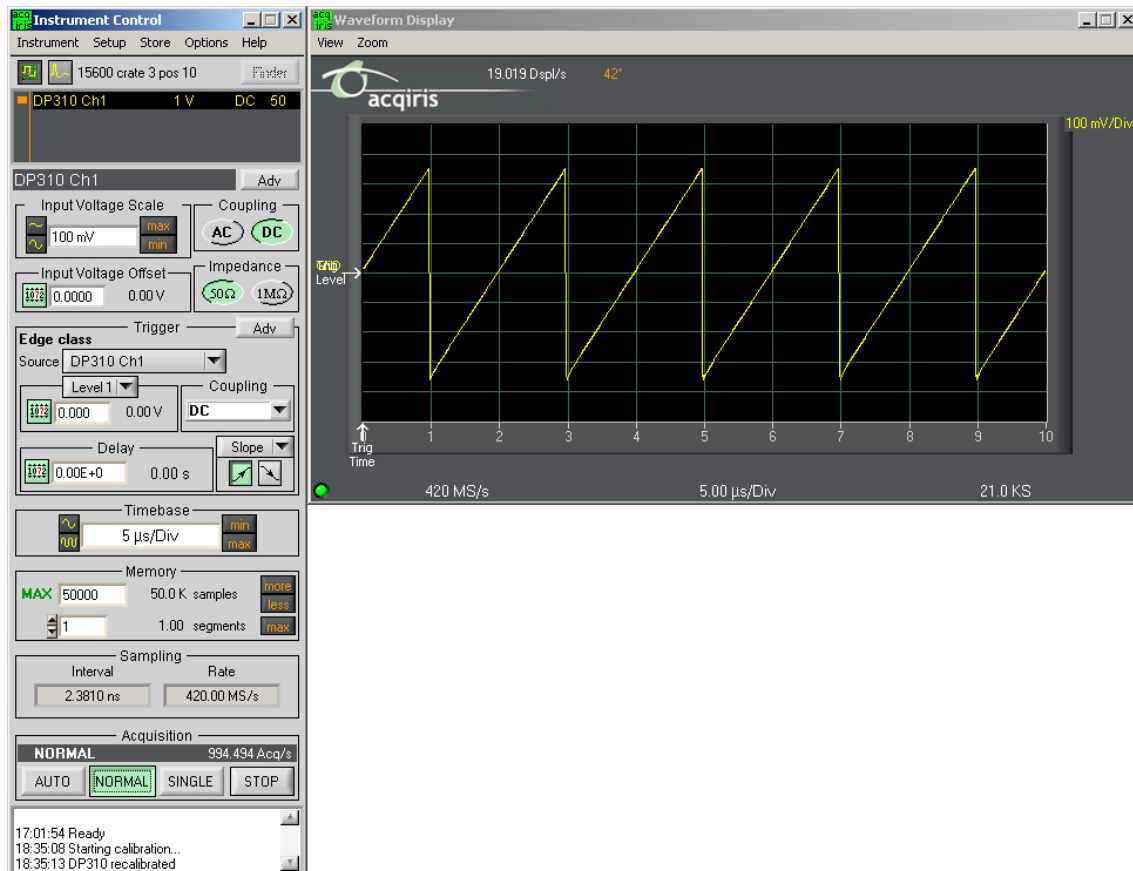 Instrument Control
Instrument Setup Store Options Help
15600 crate 3 pos 10 Finder
DP310 Ch1 1 V DC 50
DP310 Ch1 Adv
Input Voltage Scale Coupling
100 mV max min AC DC
Input Voltage Offset Impedance
0.0000 0.00 V 50Ω 1MΩ
Trigger Adv
Edge class
Source DP310 Ch1
Level 1 Coupling
0.000 0.00 V DC
Delay Slope
0.00E+0 0.00 s
Timebase
5 µs/Div min max
Memory
MAX 50000 50.0 K samples more less
1 1.00 segments max
Sampling
Interval Rate
2.3810 ns 420.00 MS/s
Acquisition
NORMAL 994.494 Acq/s
AUTO NORMAL SINGLE STOP
17:01:54 Ready
18:35:08 Starting calibration...
18:35:13 DP310 recalibrated
acq iris Waveform Display
View Zoom
19.019 Dspl/s 42°
acqiris
100 mV/Div
Level
1 2 3 4 5 6 7 8 9 10
Trig
Time
420 MS/s 5.00 µs/Div 21.0 KS